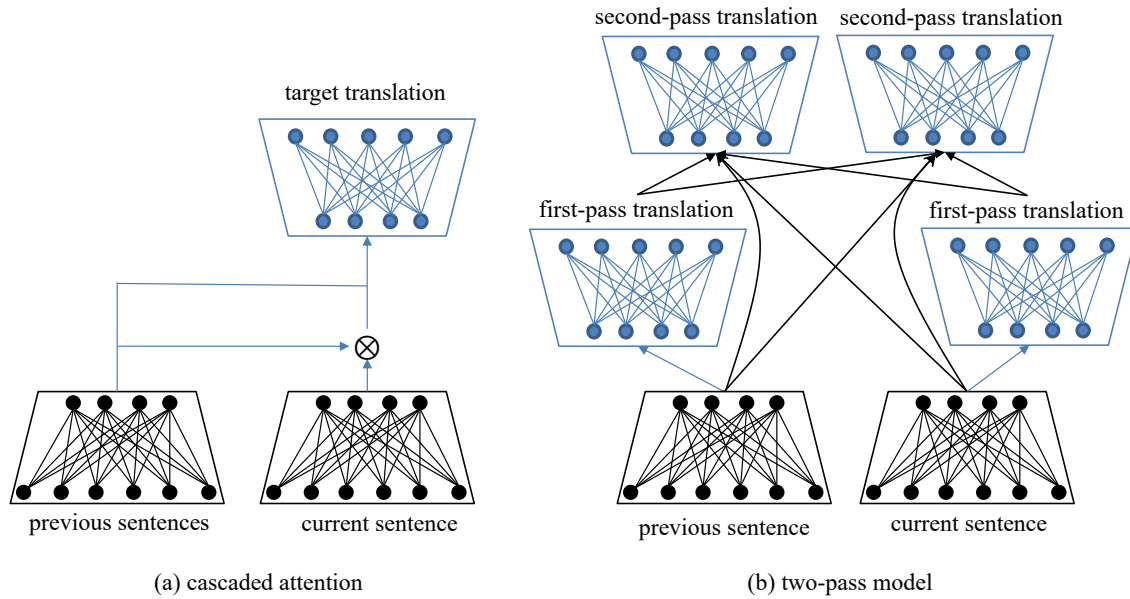 target translation
previous sentences
current sentence
(a) cascaded attention
second-pass translation
second-pass translation
first-pass translation
first-pass translation
previous sentence
current sentence
(b) two-pass model